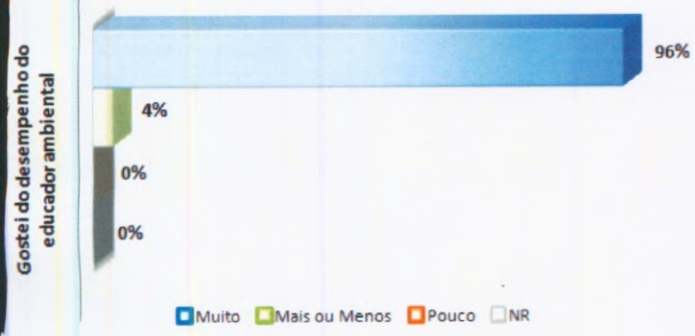 Gostei do desempenho do
educador ambiental
96%
4%
0%
0%
Muito
Mais ou Menos
Pouco
NR